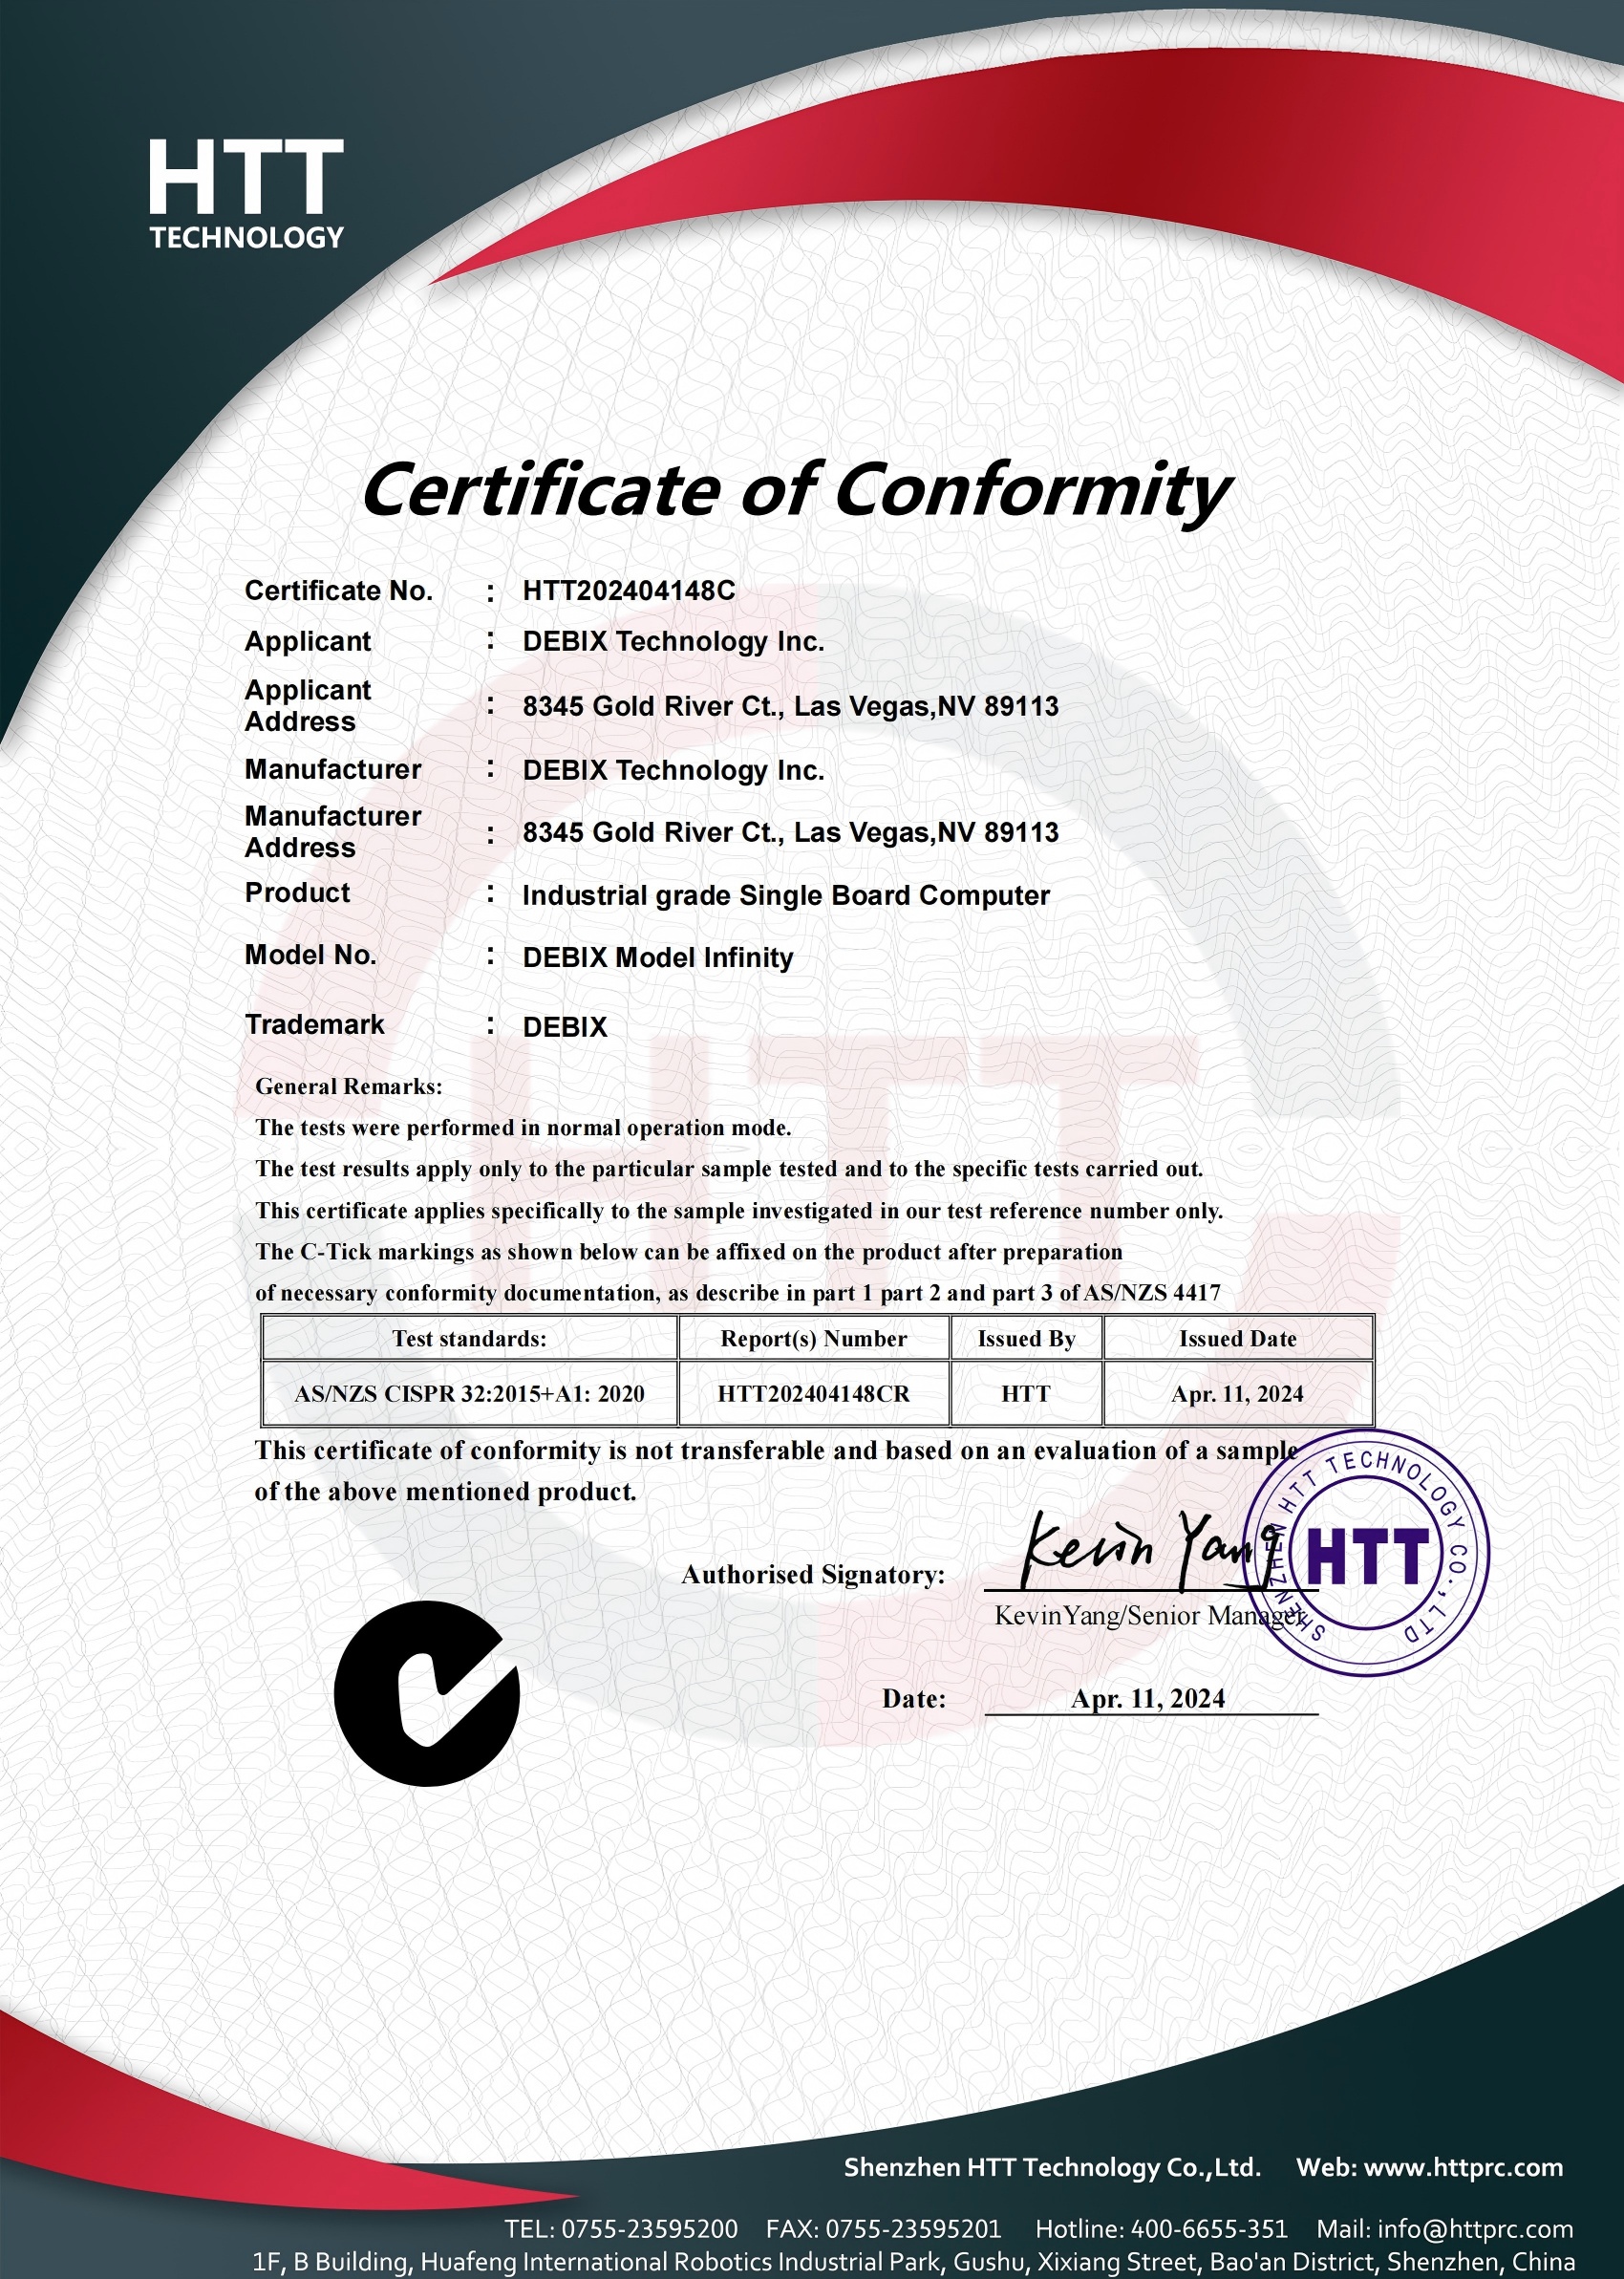 HTT
TECHNOLOGY
Certificate of Conformity
Certificate No. : HTT202404148C
Applicant : DEBIX Technology Inc.
Applicant
Address : 8345 Gold River Ct., Las Vegas,NV 89113
Manufacturer : DEBIX Technology Inc.
Manufacturer
Address : 8345 Gold River Ct., Las Vegas,NV 89113
Product : Industrial grade Single Board Computer
Model No. : DEBIX Model Infinity
Trademark : DEBIX
HTT
General Remarks:
The tests were performed in normal operation mode.
The test results apply only to the particular sample tested and to the specific tests carried out.
This certificate applies specifically to the sample investigated in our test reference number only.
The C-Tick markings as shown below can be affixed on the product after preparation
of necessary conformity documentation, as describe in part 1 part 2 and part 3 of AS/NZS 4417
Test standards: Report(s) Number Issued By Issued Date
AS/NZS CISPR 32:2015+A1: 2020 HTT202404148CR HTT Apr. 11, 2024
This certificate of conformity is not transferable and based on an evaluation of a sample
of the above mentioned product.
Authorised Signatory: Kevin Yang
KevinYang/Senior Manager
SHENZHEN HTT TECHNOLOGY CO.,LTD
HTT
Date: Apr. 11, 2024
Shenzhen HTT Technology Co.,Ltd. Web: www.httprc.com
TEL: 0755-23595200 FAX: 0755-23595201 Hotline: 400-6655-351 Mail: info@httprc.com
1F, B Building, Huafeng International Robotics Industrial Park, Gushu, Xixiang Street, Bao'an District, Shenzhen, China